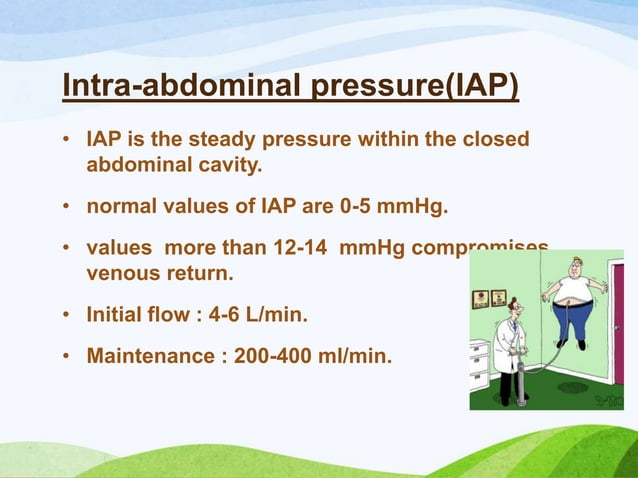 Intra-abdominal pressure(IAP)
• IAP is the steady pressure within the closed
abdominal cavity.
• normal values of IAP are 0-5 mmHg.
• values  more than 12-14  mmHg compromises
venous return.
• Initial flow : 4-6 L/min.
• Maintenance : 200-400 ml/min.